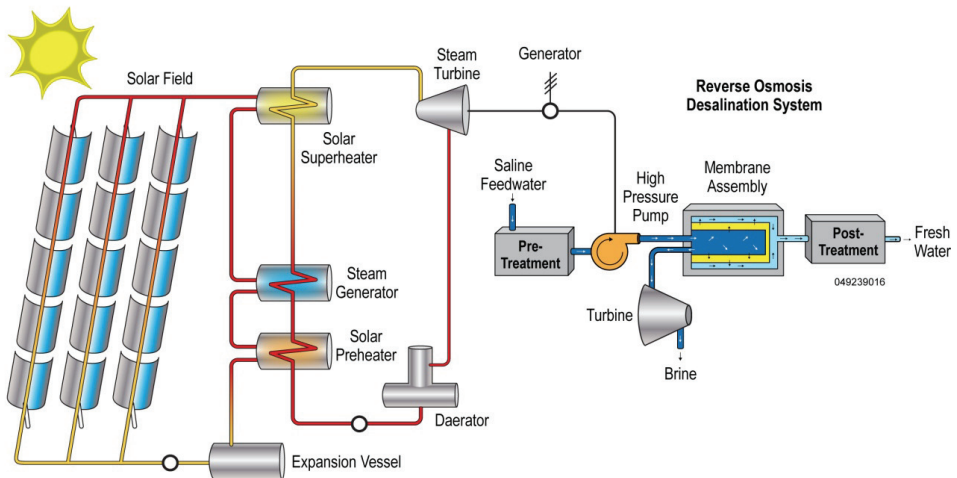 Solar Field
Steam
Turbine
Generator
Reverse Osmosis
Desalination System
Solar
Superheater
Saline
Feedwater
High
Pressure
Pump
Membrane
Assembly
Pre-
Treatment
Post-
Treatment
Fresh
Water
049239016
Steam
Generator
Turbine
Solar
Preheater
Brine
Daerator
Expansion Vessel